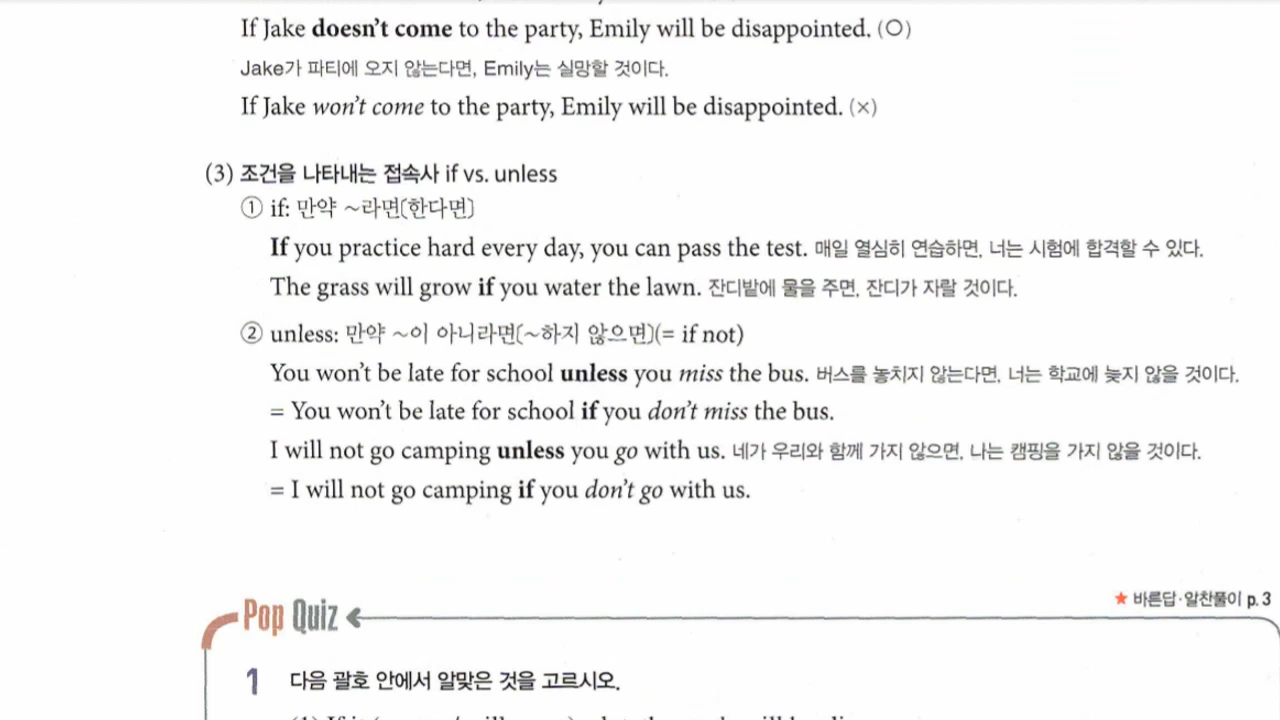 If Jake doesn't come to the party, Emily will be disappointed. (○)
Jake가 파티에 오지 않는다면, Emily는 실망할 것이다.
If Jake won't come to the party, Emily will be disappointed. (×)
(3) 조건을 나타내는 접속사 if vs. unless
① if: 만약 ~라면[한다면]
If you practice hard every day, you can pass the test. 매일 열심히 연습하면, 너는 시험에 합격할 수 있다.
The grass will grow if you water the lawn. 잔디밭에 물을 주면, 잔디가 자랄 것이다.
② unless: 만약 ~이 아니라면[~하지 않으면](= if not)
You won't be late for school unless you miss the bus. 버스를 놓치지 않는다면, 너는 학교에 늦지 않을 것이다.
= You won't be late for school if you don't miss the bus.
I will not go camping unless you go with us. 네가 우리와 함께 가지 않으면, 나는 캠핑을 가지 않을 것이다.
= I will not go camping if you don't go with us.
★ 바른답·알찬풀이 p. 3
Pop Quiz
1 다음 괄호 안에서 알맞은 것을 고르시오.